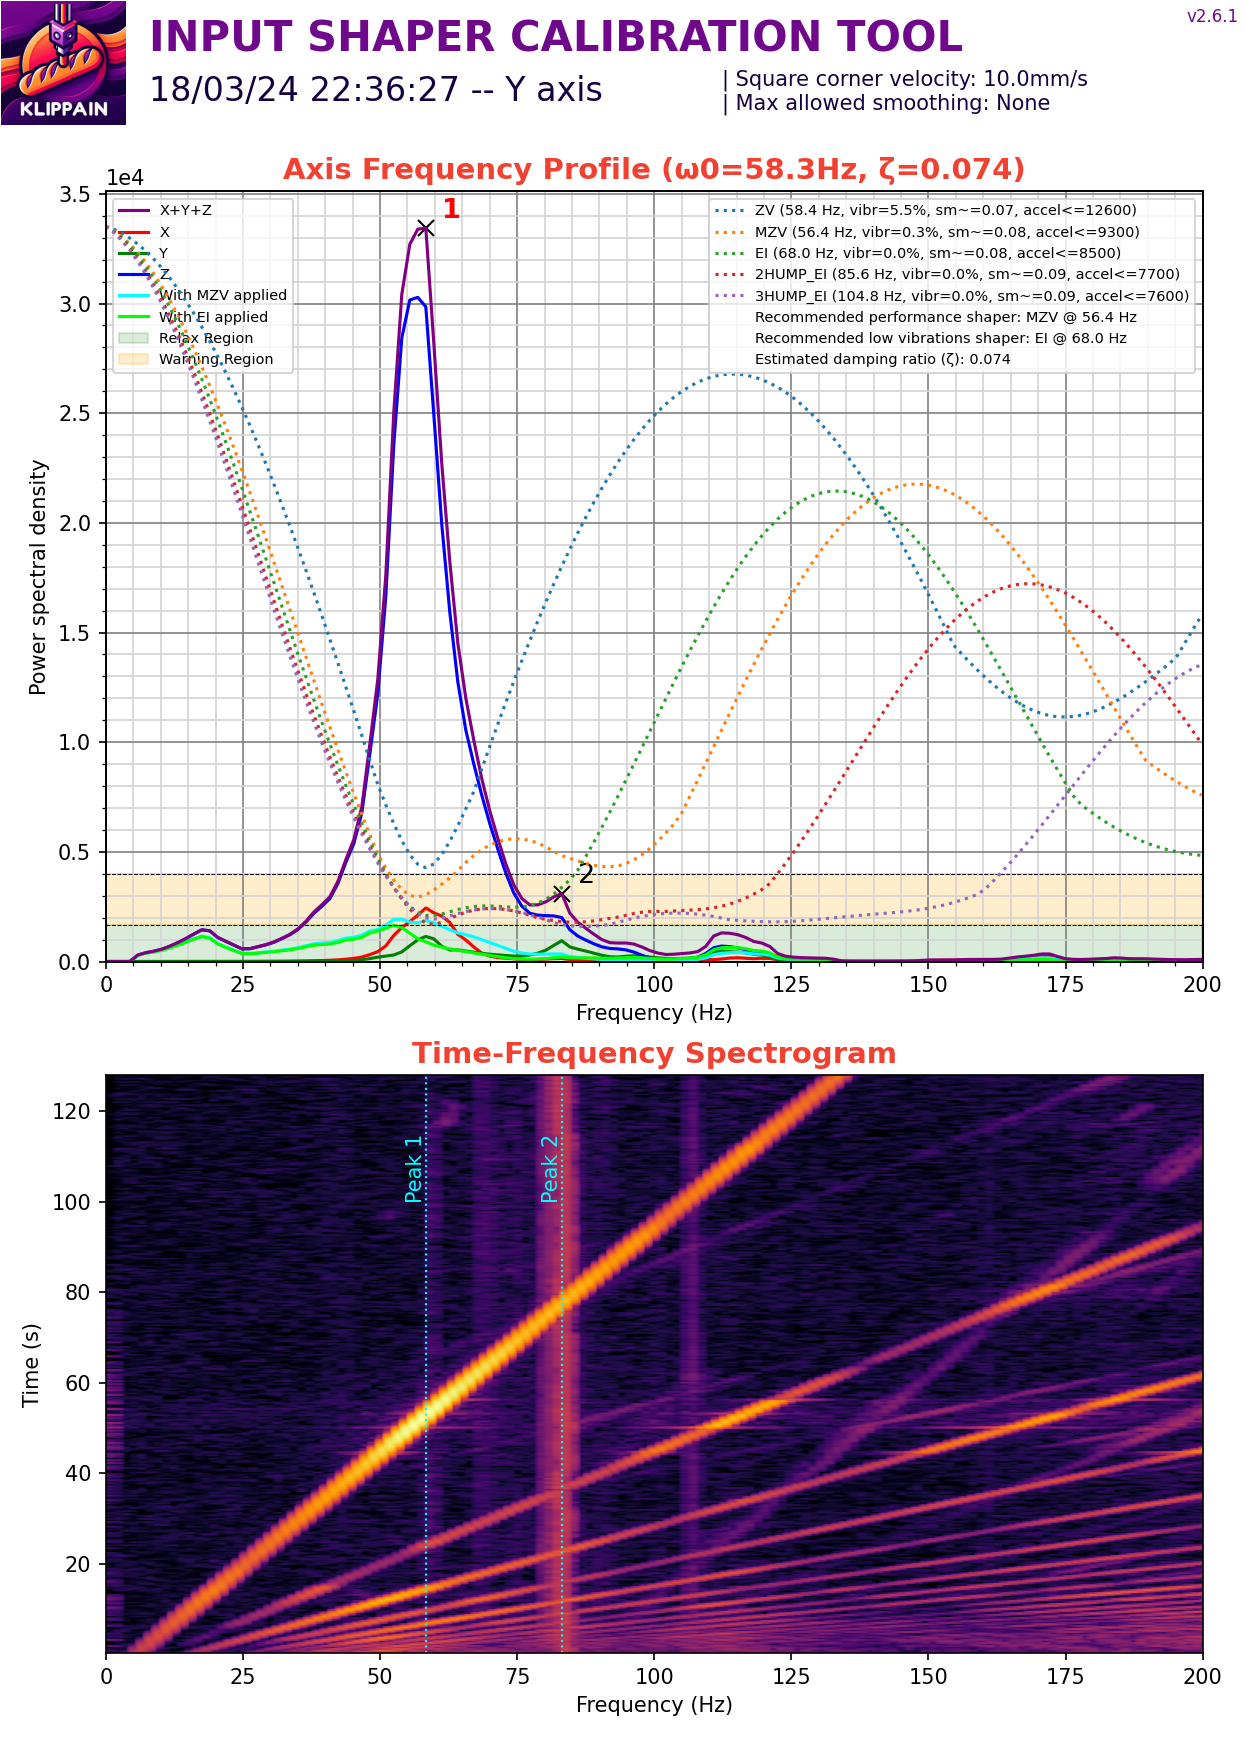 KLIPPAIN
INPUT SHAPER CALIBRATION TOOL
v2.6.1
18/03/24 22:36:27 -- Y axis
| Square corner velocity: 10.0mm/s
| Max allowed smoothing: None
Axis Frequency Profile (ω0=58.3Hz, ζ=0.074)
1e4
3.5
3.0
2.5
2.0
1.5
1.0
0.5
0.0
Power spectral density
X+Y+Z
X
Y
Z
With MZV applied
With EI applied
Relax Region
Warning Region
1
2
ZV (58.4 Hz, vibr=5.5%, sm~=0.07, accel<=12600)
MZV (56.4 Hz, vibr=0.3%, sm~=0.08, accel<=9300)
EI (68.0 Hz, vibr=0.0%, sm~=0.08, accel<=8500)
2HUMP_EI (85.6 Hz, vibr=0.0%, sm~=0.09, accel<=7700)
3HUMP_EI (104.8 Hz, vibr=0.0%, sm~=0.09, accel<=7600)
Recommended performance shaper: MZV @ 56.4 Hz
Recommended low vibrations shaper: EI @ 68.0 Hz
Estimated damping ratio (ζ): 0.074
0 25 50 75 100 125 150 175 200
Frequency (Hz)
Time-Frequency Spectrogram
120
100
80
60
40
20
Time (s)
Peak 1
Peak 2
0 25 50 75 100 125 150 175 200
Frequency (Hz)